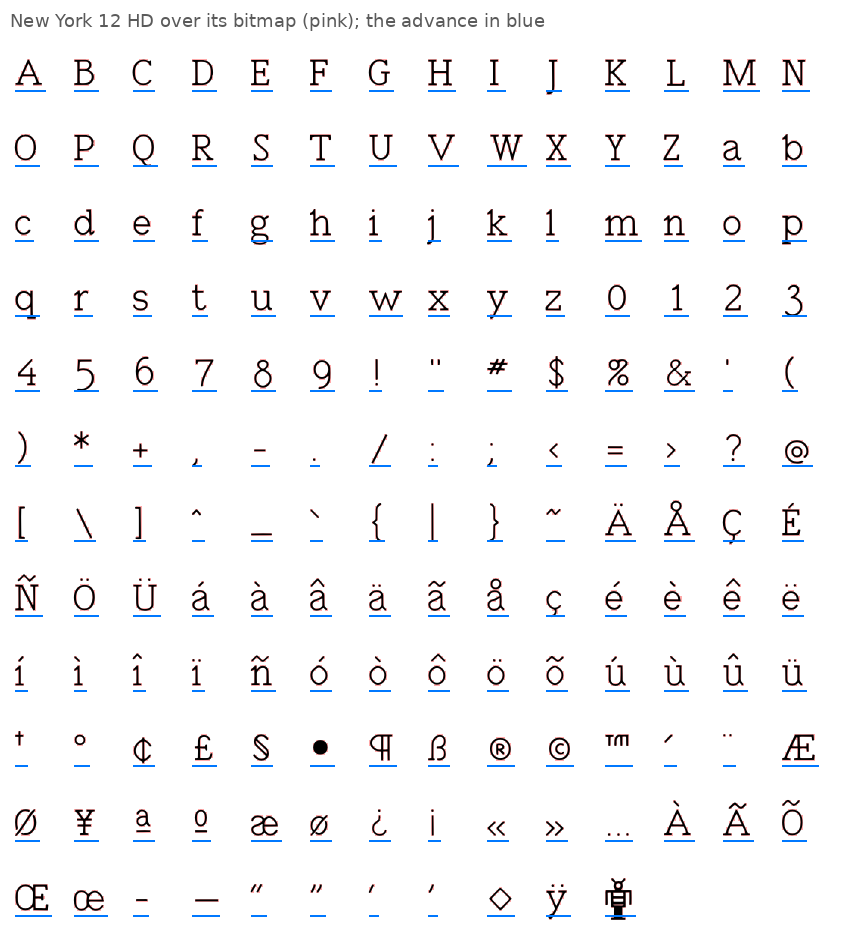 New York 12 HD over its bitmap (pink); the advance in blue
A B C D E F G H I J K L M N
O P Q R S T U V W X Y Z a b
c d e f g h i j k l m n o p
q r s t u v w x y z 0 1 2 3
4 5 6 7 8 9 ! " # $ % & ' (
) * + , - . / : ; < = > ? @
[ \ ] ^ _ ` { | } ~ Ä Å Ç É
Ñ Ö Ü á à â ä ã å ç é è ê ë
í ì î ï ñ ó ò ô ö õ ú ù û ü
† ° ¢ £ § • ¶ ß ® © ™ ´ ¨ Æ
Ø ¥ ª º æ ø ¿ ¡ « » … À Ã Õ
Œ œ – — “ ” ‘ ’ ◊ ÿ